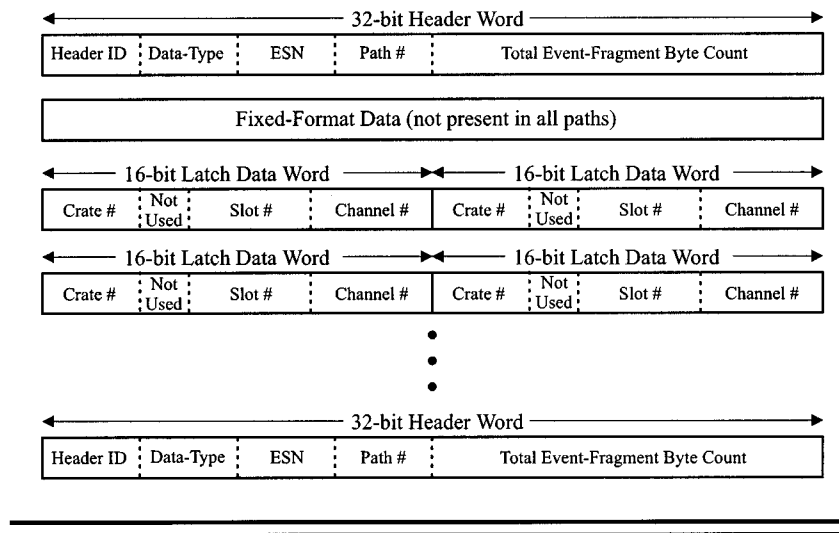 32-bit Header Word
Header ID Data-Type ESN Path # Total Event-Fragment Byte Count
Fixed-Format Data (not present in all paths)
16-bit Latch Data Word 16-bit Latch Data Word
Crate # Not Used Slot # Channel # Crate # Not Used Slot # Channel #
16-bit Latch Data Word 16-bit Latch Data Word
Crate # Not Used Slot # Channel # Crate # Not Used Slot # Channel #
32-bit Header Word
Header ID Data-Type ESN Path # Total Event-Fragment Byte Count